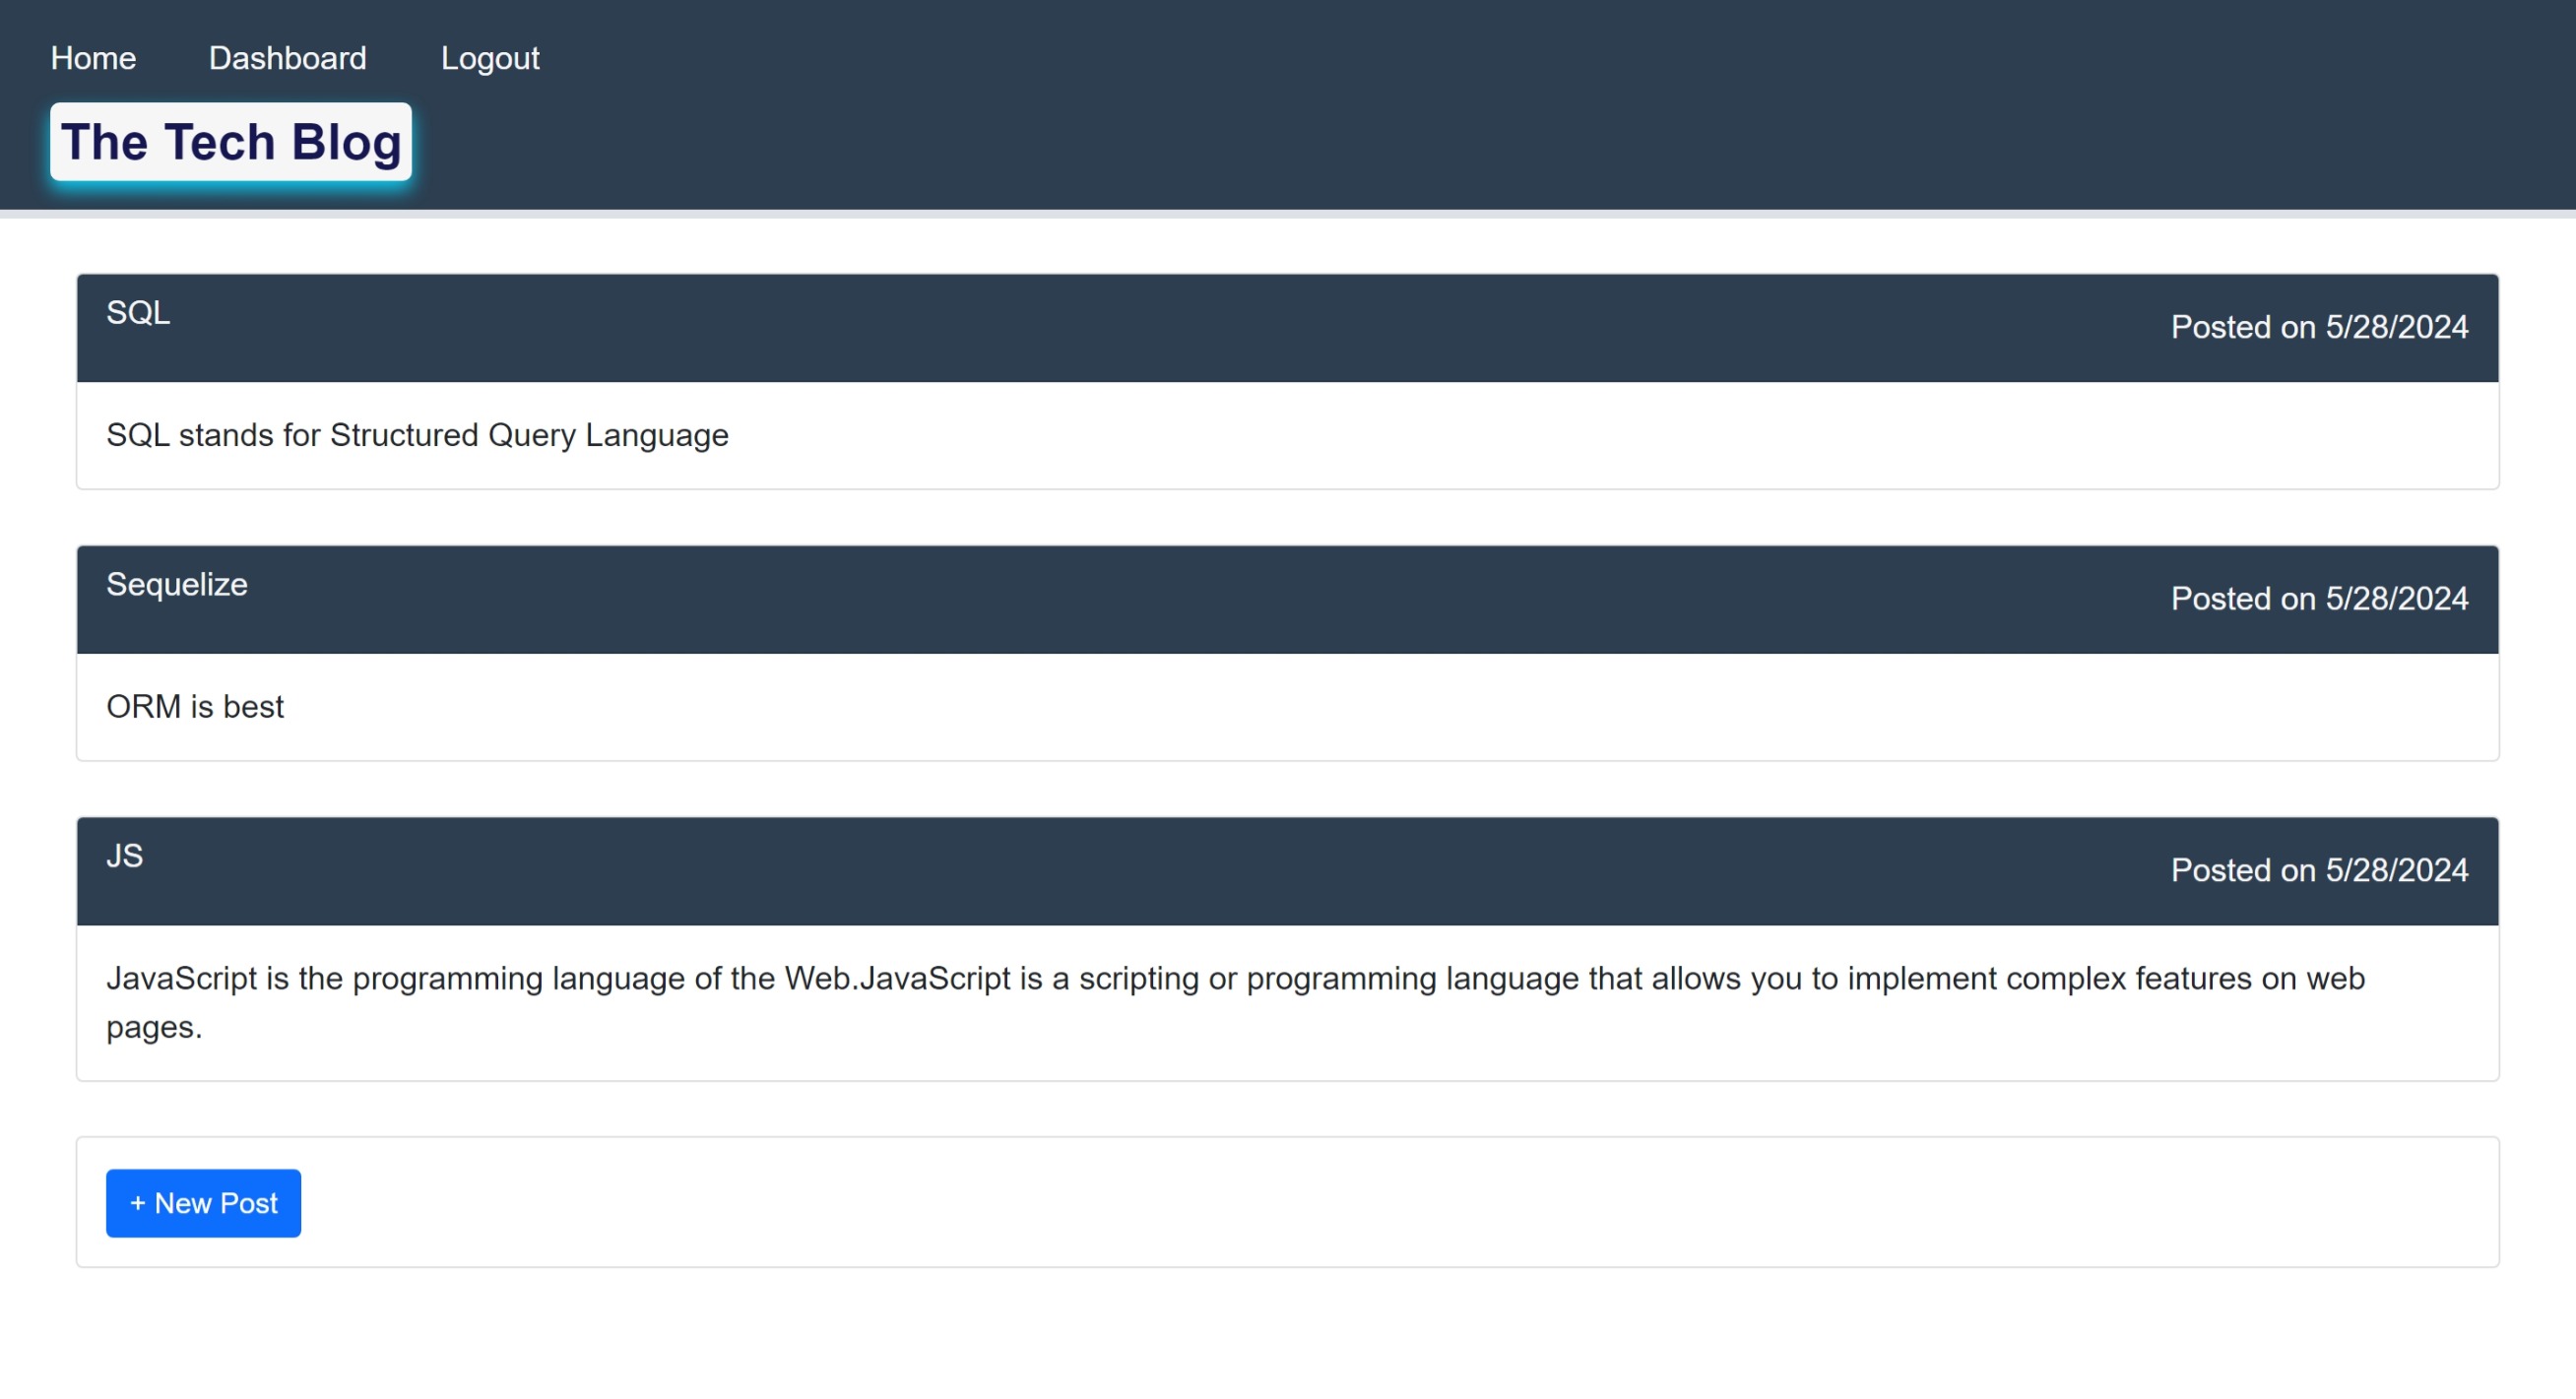 Home Dashboard Logout
The Tech Blog
SQL Posted on 5/28/2024
SQL stands for Structured Query Language
Sequelize Posted on 5/28/2024
ORM is best
JS Posted on 5/28/2024
JavaScript is the programming language of the Web.JavaScript is a scripting or programming language that allows you to implement complex features on web
pages.
+ New Post